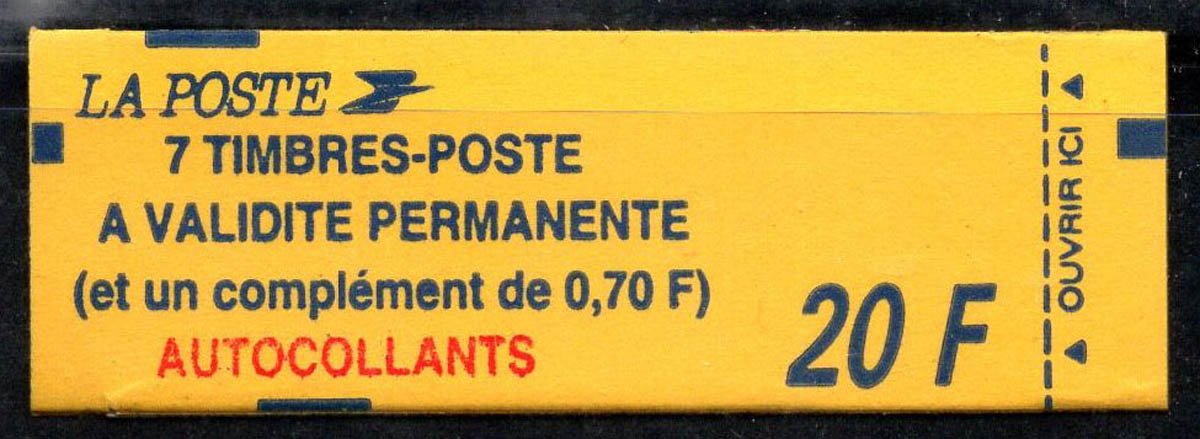 LA POSTE
7 TIMBRES-POSTE
A VALIDITE PERMANENTE
(et un complément de 0,70 F)
AUTOCOLLANTS
20 F
OUVRIR ICI